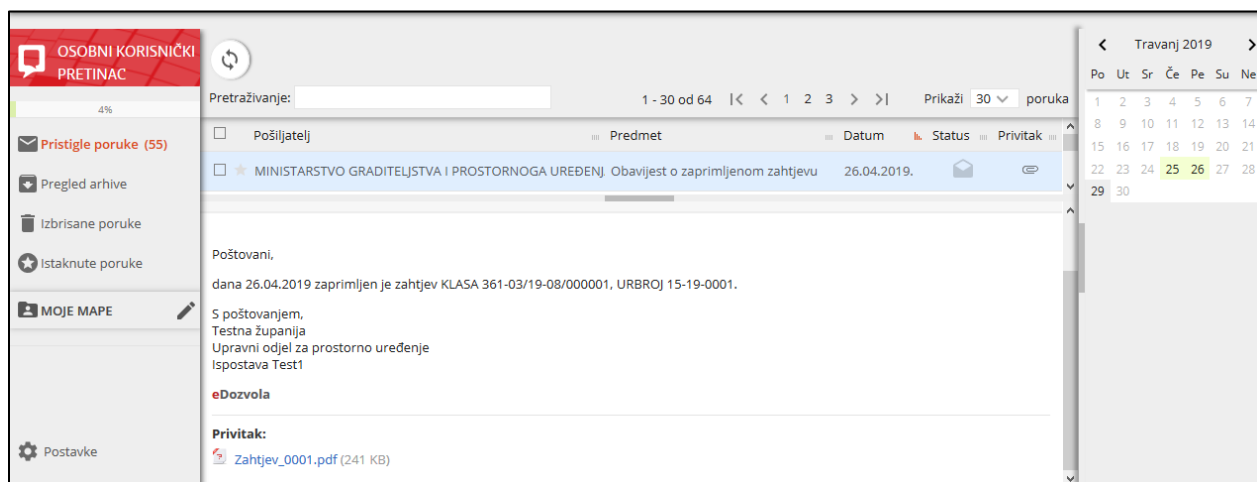 OSOBNI KORISNIČKI
PRETINAC
4%
Pristigle poruke (55)
Pregled arhive
Izbrisane poruke
Istaknute poruke
MOJE MAPE
Postavke
Pretraživanje:
1 - 30 od 64 |< < 1 2 3 > >| Prikaži 30 poruka
Pošiljatelj Predmet Datum Status Privitak
MINISTARSTVO GRADITELJSTVA I PROSTORNOGA UREĐENJ Obavijest o zaprimljenom zahtjevu 26.04.2019.
Poštovani,
dana 26.04.2019 zaprimljen je zahtjev KLASA 361-03/19-08/000001, URBROJ 15-19-0001.
S poštovanjem,
Testna županija
Upravni odjel za prostorno uređenje
Ispostava Test1
eDozvola
Privitak:
Zahtjev_0001.pdf (241 KB)
< Travanj 2019 >
Po Ut Sr Če Pe Su Ne
1 2 3 4 5 6 7
8 9 10 11 12 13 14
15 16 17 18 19 20 21
22 23 24 25 26 27 28
29 30